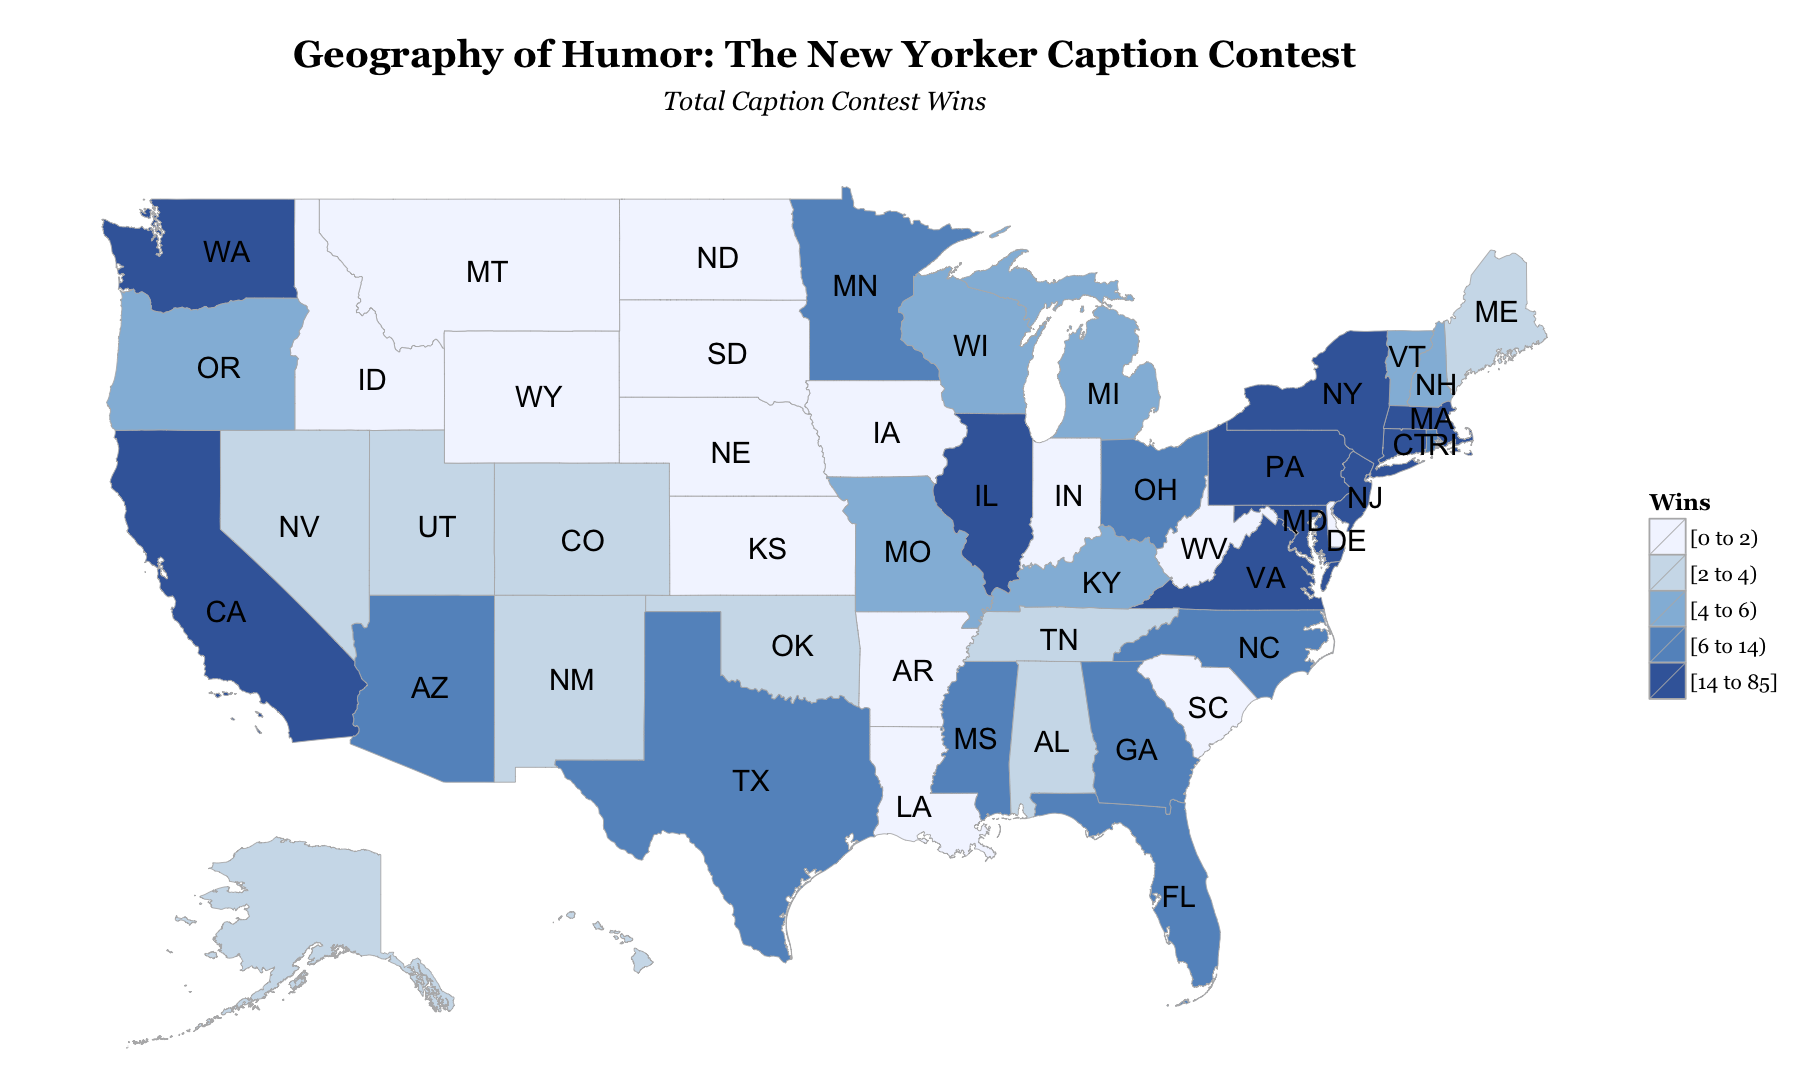 Geography of Humor: The New Yorker Caption Contest
Total Caption Contest Wins
WA
MT
ND
MN
ME
OR
ID
WY
SD
WI
MI
VT
NH
NY
MA
CT
RI
IA
NE
PA
NJ
IL
IN
OH
MD
DE
NV
UT
CO
KS
MO
WV
KY
VA
CA
AZ
NM
OK
AR
TN
NC
SC
TX
MS
AL
GA
LA
FL
Wins
[0 to 2)
[2 to 4)
[4 to 6)
[6 to 14)
[14 to 85]